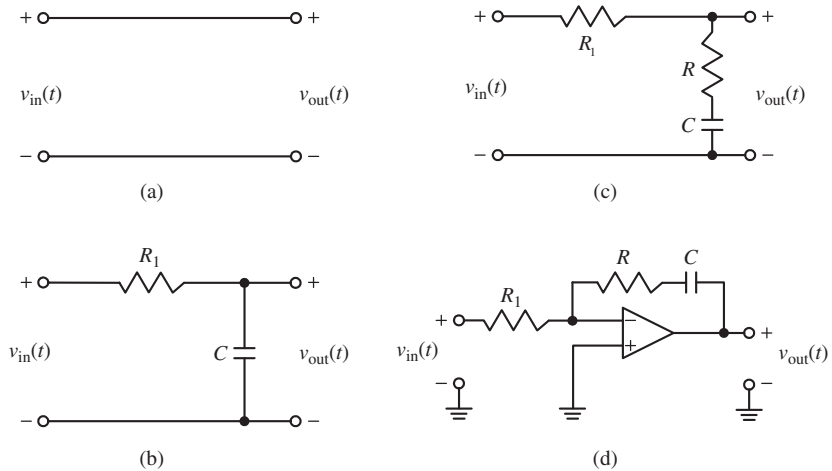 + +
v_in(t) v_out(t)
− −
(a)
+ R_1 +
v_in(t) C v_out(t)
− −
(b)
+ R_1 +
R
v_in(t) v_out(t)
C
− −
(c)
R C
+ R_1 − +
v_in(t) + v_out(t)
− −
(d)